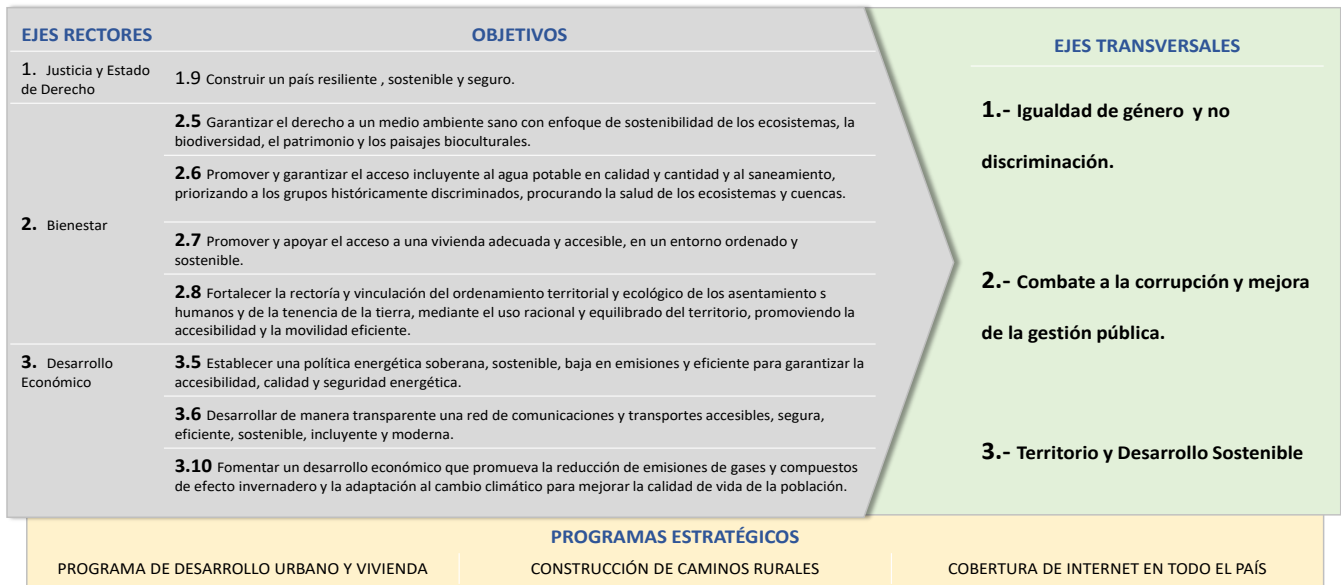 EJES RECTORES
OBJETIVOS
1. Justicia y Estado
de Derecho
1.9 Construir un país resiliente , sostenible y seguro.
2. Bienestar
2.5 Garantizar el derecho a un medio ambiente sano con enfoque de sostenibilidad de los ecosistemas, la
biodiversidad, el patrimonio y los paisajes bioculturales.
2.6 Promover y garantizar el acceso incluyente al agua potable en calidad y cantidad y al saneamiento,
priorizando a los grupos históricamente discriminados, procurando la salud de los ecosistemas y cuencas.
2.7 Promover y apoyar el acceso a una vivienda adecuada y accesible, en un entorno ordenado y
sostenible.
2.8 Fortalecer la rectoría y vinculación del ordenamiento territorial y ecológico de los asentamiento s
humanos y de la tenencia de la tierra, mediante el uso racional y equilibrado del territorio, promoviendo la
accesibilidad y la movilidad eficiente.
3. Desarrollo
Económico
3.5 Establecer una política energética soberana, sostenible, baja en emisiones y eficiente para garantizar la
accesibilidad, calidad y seguridad energética.
3.6 Desarrollar de manera transparente una red de comunicaciones y transportes accesibles, segura,
eficiente, sostenible, incluyente y moderna.
3.10 Fomentar un desarrollo económico que promueva la reducción de emisiones de gases y compuestos
de efecto invernadero y la adaptación al cambio climático para mejorar la calidad de vida de la población.
EJES TRANSVERSALES
1.- Igualdad de género y no
discriminación.
2.- Combate a la corrupción y mejora
de la gestión pública.
3.- Territorio y Desarrollo Sostenible
PROGRAMAS ESTRATÉGICOS
PROGRAMA DE DESARROLLO URBANO Y VIVIENDA
CONSTRUCCIÓN DE CAMINOS RURALES
COBERTURA DE INTERNET EN TODO EL PAÍS